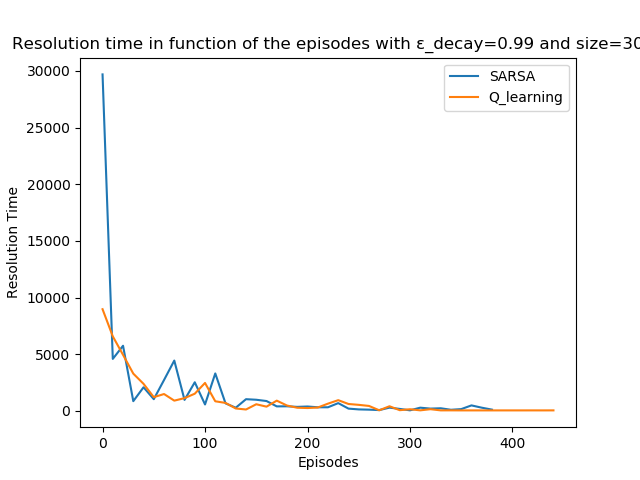 Resolution time in function of the episodes with ε_decay=0.99 and size=30
SARSA
Q_learning
30000
25000
20000
15000
10000
5000
0
Resolution Time
0 100 200 300 400
Episodes